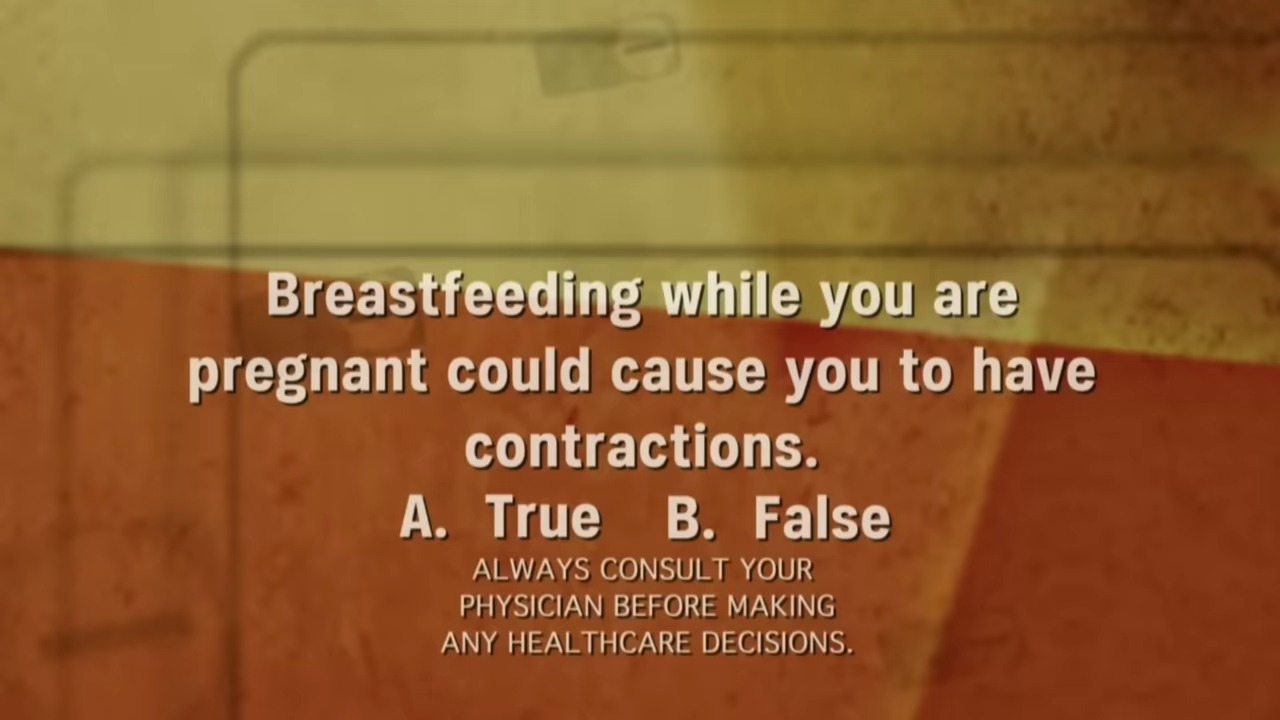 Breastfeeding while you are
pregnant could cause you to have
contractions.
A. True B. False
ALWAYS CONSULT YOUR
PHYSICIAN BEFORE MAKING
ANY HEALTHCARE DECISIONS.